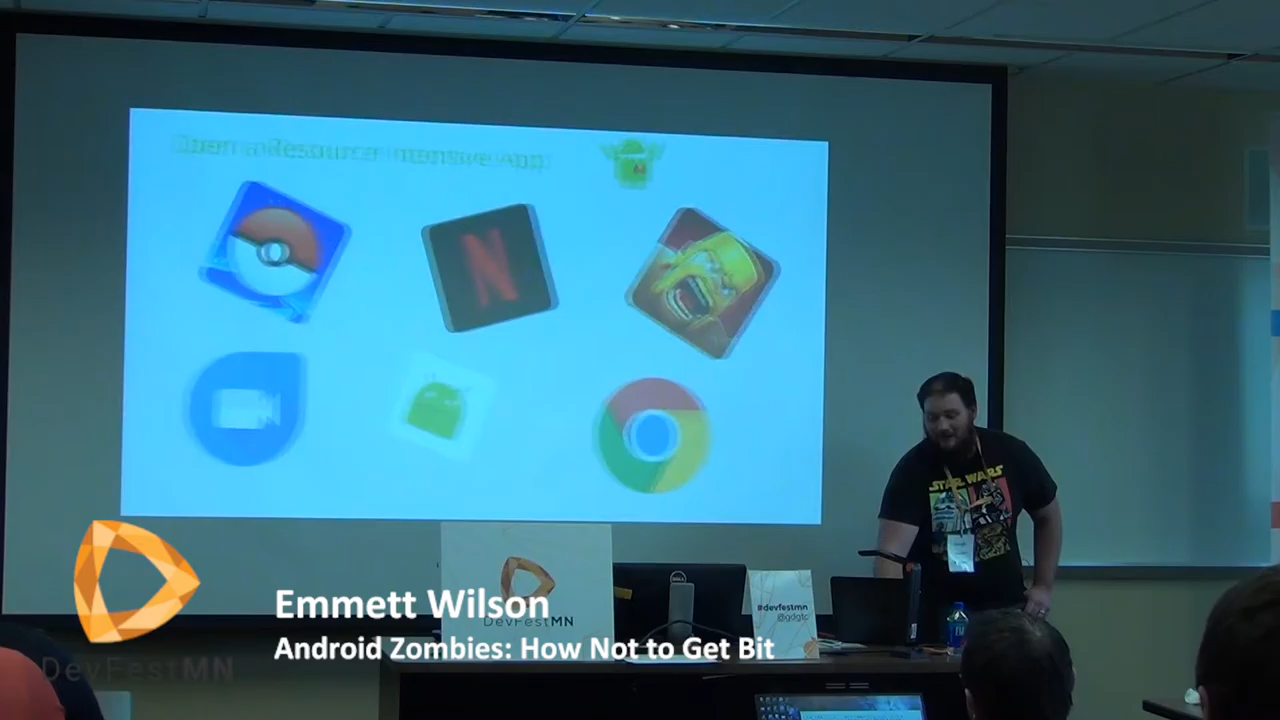 Open a Resource Intensive App:
N
STAR WARS
DELL
#devfestmn
@gdgtc
DevFestMN
Emmett Wilson
Android Zombies: How Not to Get Bit
DevFestMN